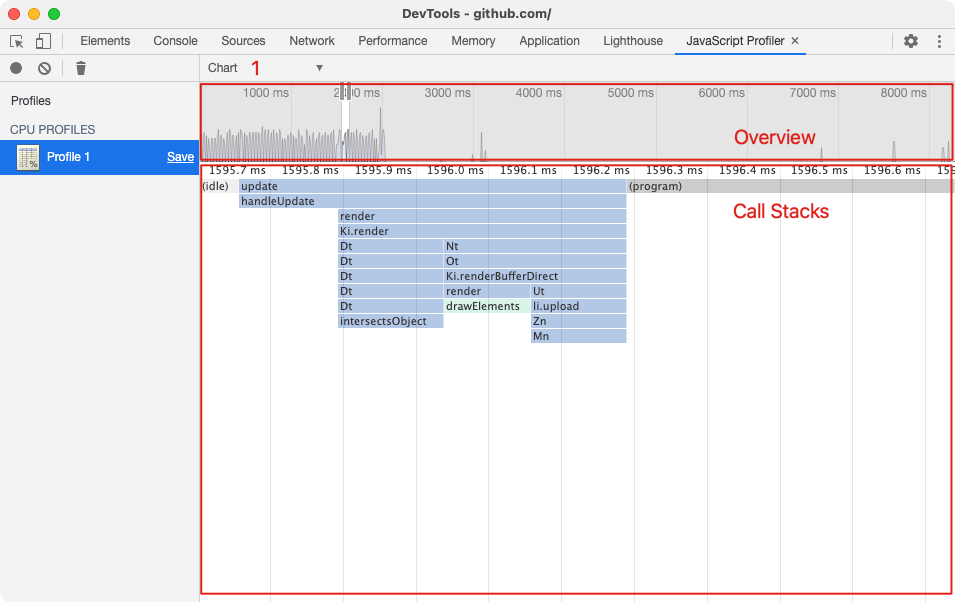 DevTools - github.com/
Elements Console Sources Network Performance Memory Application Lighthouse JavaScript Profiler ×
Chart 1 ▼
Profiles
CPU PROFILES
Profile 1 Save
%
1000 ms 2000 ms 3000 ms 4000 ms 5000 ms 6000 ms 7000 ms 8000 ms
Overview
1595.7 ms 1595.8 ms 1595.9 ms 1596.0 ms 1596.1 ms 1596.2 ms 1596.3 ms 1596.4 ms 1596.5 ms 1596.6 ms 159
(idle) update (program)
handleUpdate
Call Stacks
render
Ki.render
Dt Nt
Dt Ot
Dt Ki.renderBufferDirect
Dt render Ut
Dt drawElements li.upload
intersectsObject Zn
Mn